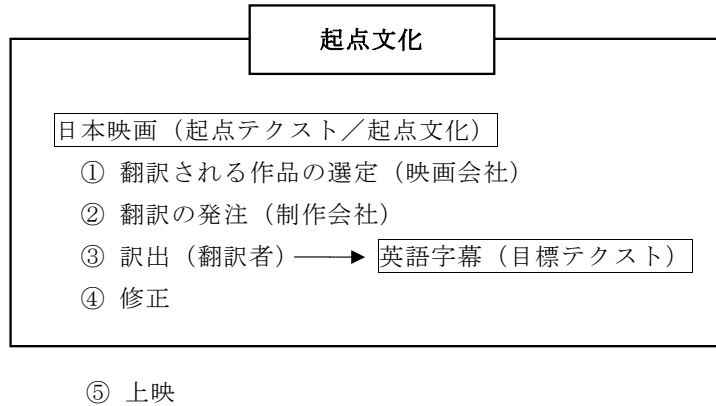 起点文化
日本映画（起点テクスト／起点文化）
① 翻訳される作品の選定（映画会社）
② 翻訳の発注（制作会社）
③ 訳出（翻訳者） 英語字幕（目標テクスト）
④ 修正
⑤ 上映